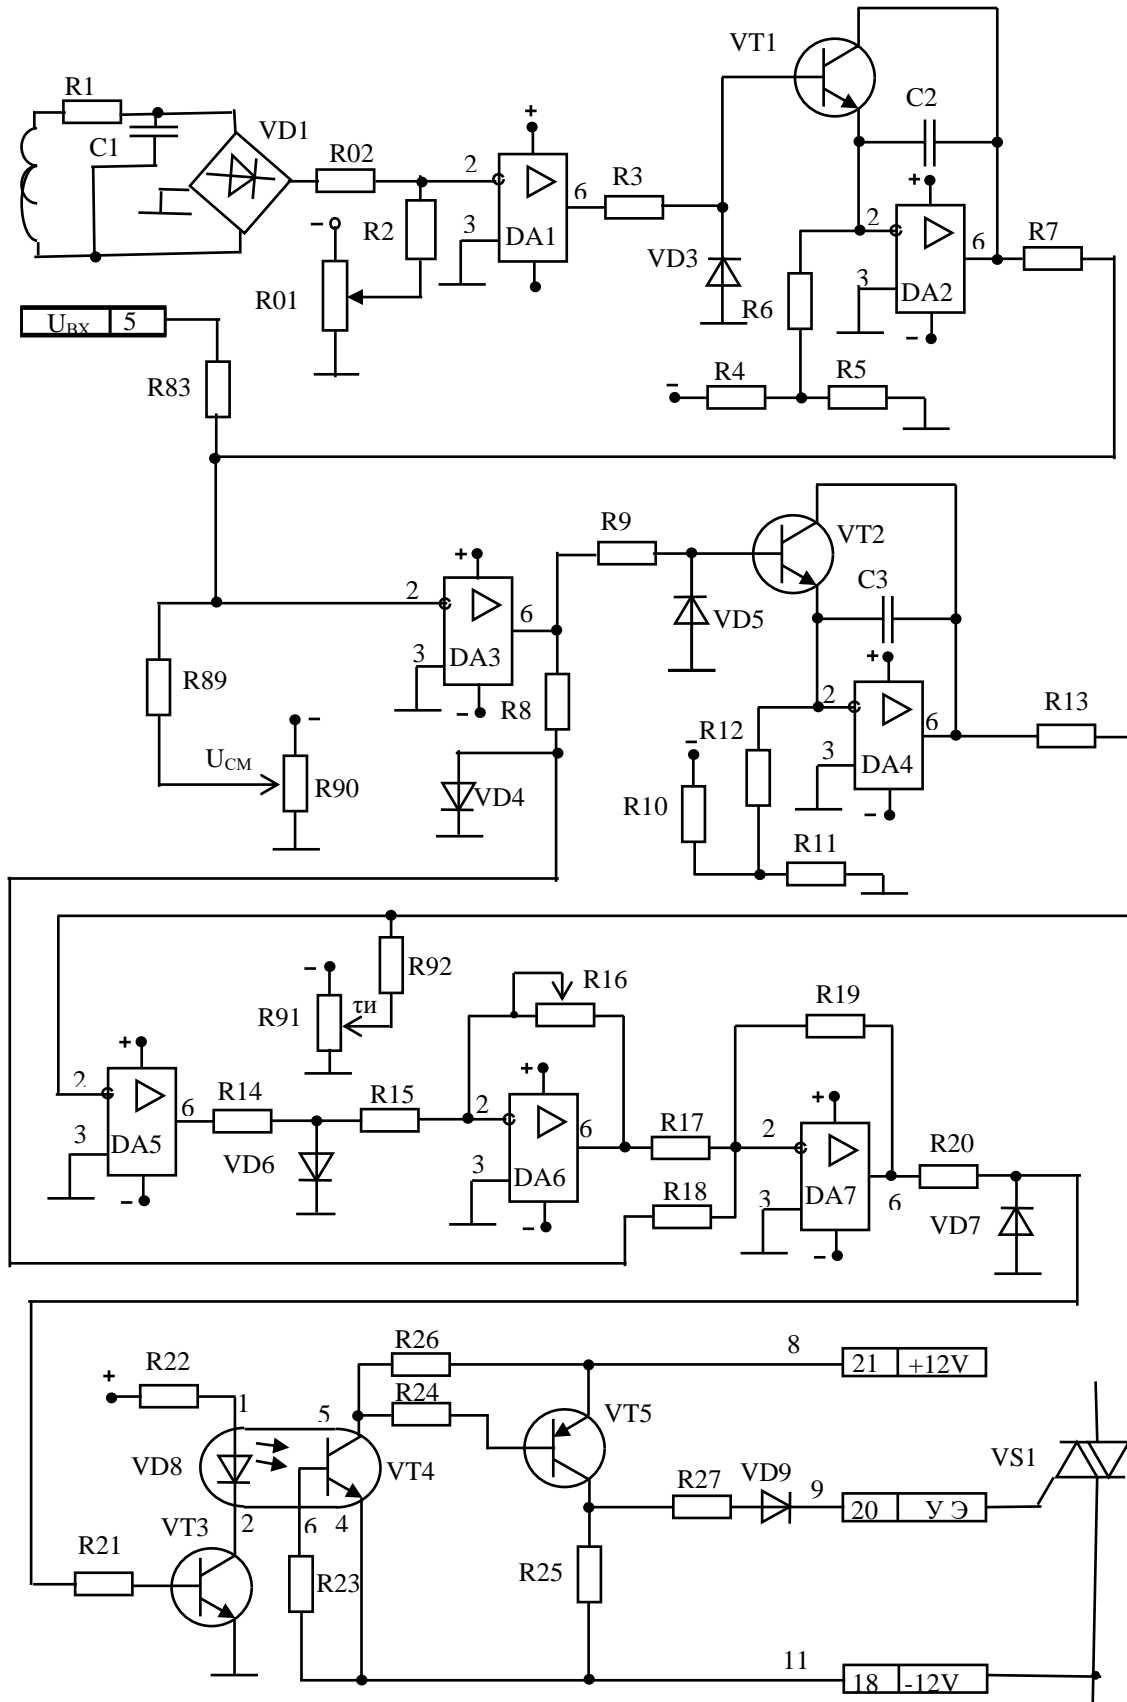 VT1
R1
C1
VD1
C2
R02
+
2
6
R3
+
–
R2
3
DA1
VD3
2
6
R7
R01
R6
3
DA2
–
UВХ 5
R83
–
R4
R5
R9
VT2
+
C3
2
6
VD5
3
DA3
+
R89
–
R8
2
6
R13
R12
–
–
UСМ
R90
VD4
3
DA4
R10
–
R11
–
R92
R16
R91
τи
R19
+
+
+
2
6
R14
R15
2
6
R17
2
R20
3
DA5
VD6
3
DA6
R18
3
DA7
6
VD7
–
–
–
R26
8
21 +12V
+
R22
1
5
R24
VT5
VS1
VD8
VT4
R27
VD9
9
20 У Э
2
6
4
VT3
R21
R23
R25
11
18 -12V